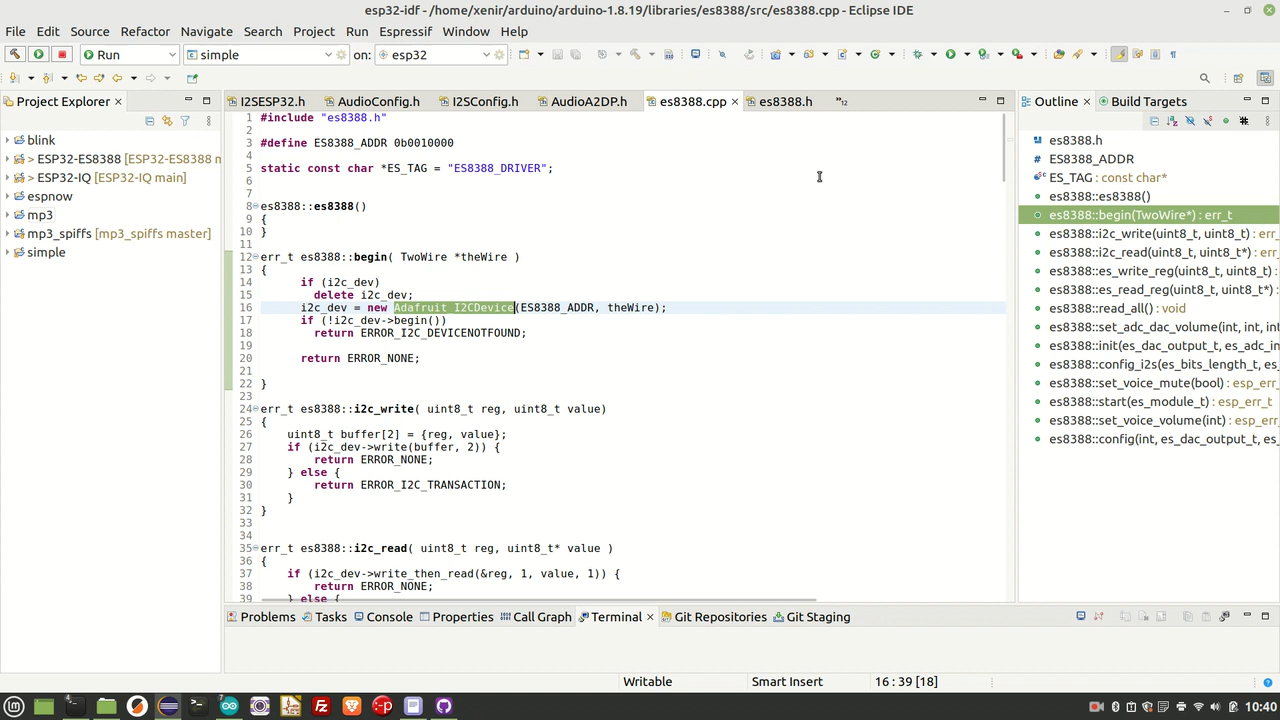 esp32-idf - /home/xenir/arduino/arduino-1.8.19/libraries/es8388/src/es8388.cpp - Eclipse IDE
File Edit Source Refactor Navigate Search Project Run Espressif Window Help
Run simple on: esp32
Project Explorer
blink
> ESP32-ES8388 [ESP32-ES8388 m
> ESP32-IQ [ESP32-IQ main]
espnow
mp3
mp3_spiffs [mp3_spiffs master]
simple
I2SESP32.h AudioConfig.h I2SConfig.h AudioA2DP.h es8388.cpp es8388.h »12
1 #include "es8388.h"
2
3 #define ES8388_ADDR 0b0010000
4
5 static const char *ES_TAG = "ES8388_DRIVER";
6
7
8 es8388::es8388()
9 {
10 }
11
12 err_t es8388::begin( TwoWire *theWire )
13 {
14 if (i2c_dev)
15 delete i2c_dev;
16 i2c_dev = new Adafruit_I2CDevice(ES8388_ADDR, theWire);
17 if (!i2c_dev->begin())
18 return ERROR_I2C_DEVICENOTFOUND;
19
20 return ERROR_NONE;
21
22 }
23
24 err_t es8388::i2c_write( uint8_t reg, uint8_t value)
25 {
26 uint8_t buffer[2] = {reg, value};
27 if (i2c_dev->write(buffer, 2)) {
28 return ERROR_NONE;
29 } else {
30 return ERROR_I2C_TRANSACTION;
31 }
32 }
33
34
35 err_t es8388::i2c_read( uint8_t reg, uint8_t* value )
36 {
37 if (i2c_dev->write_then_read(&reg, 1, value, 1)) {
38 return ERROR_NONE;
39 } else {
Outline Build Targets
es8388.h
ES8388_ADDR
ES_TAG : const char*
es8388::es8388()
es8388::begin(TwoWire*) : err_t
es8388::i2c_write(uint8_t, uint8_t) : err_
es8388::i2c_read(uint8_t, uint8_t*) : err_
es8388::es_write_reg(uint8_t, uint8_t)
es8388::es_read_reg(uint8_t, uint8_t*)
es8388::read_all() : void
es8388::set_adc_dac_volume(int, int, int)
es8388::init(es_dac_output_t, es_adc_in
es8388::config_i2s(es_bits_length_t, es_
es8388::set_voice_mute(bool) : esp_err_
es8388::start(es_module_t) : esp_err_t
es8388::set_voice_volume(int) : esp_err
es8388::config(int, es_dac_output_t, es_
Problems Tasks Console Properties Call Graph Terminal Git Repositories Git Staging
Writable Smart Insert 16 : 39 [18]
10:40